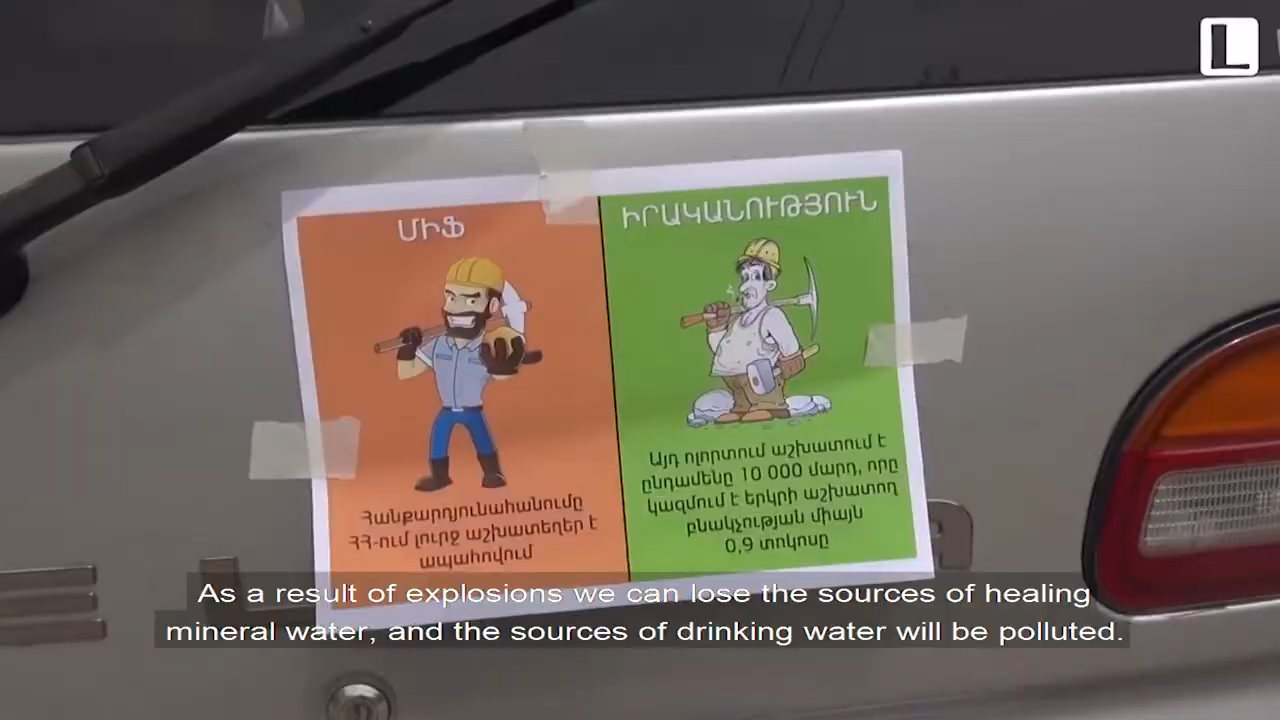 L
ՄԻՖ
Հանքարդյունահանումը
ՀՀ-ում լուրջ աշխատեղեր է
ապահովում
ԻՐԱԿԱՆՈՒԹՅՈՒՆ
Այդ ոլորտում աշխատում է
ընդամենը 10 000 մարդ, որը
կազմում է երկրի աշխատող
բնակչության միայն
0,9 տոկոսը
As a result of explosions we can lose the sources of healing
mineral water, and the sources of drinking water will be polluted.